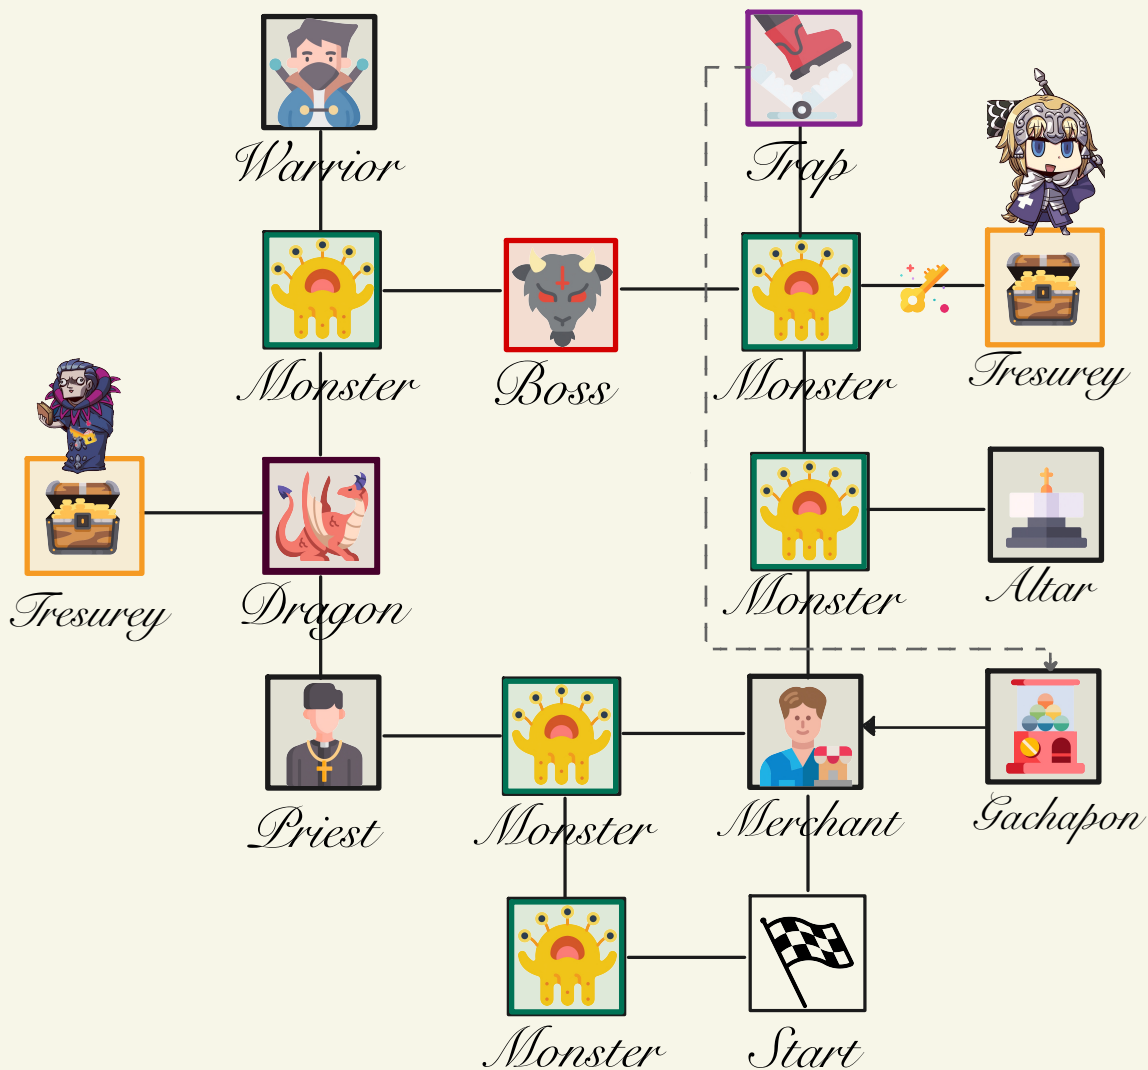 Warrior
Trap
Monster
Boss
Monster
Tresurey
Tresurey
Dragon
Monster
Altar
Priest
Monster
Merchant
Gachapon
Monster
Start